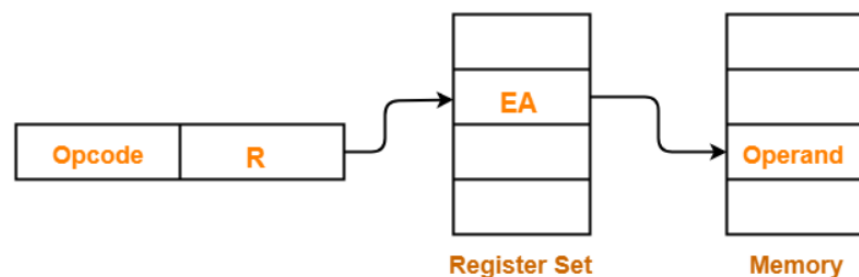 Opcode
R
EA
Operand
Register Set
Memory